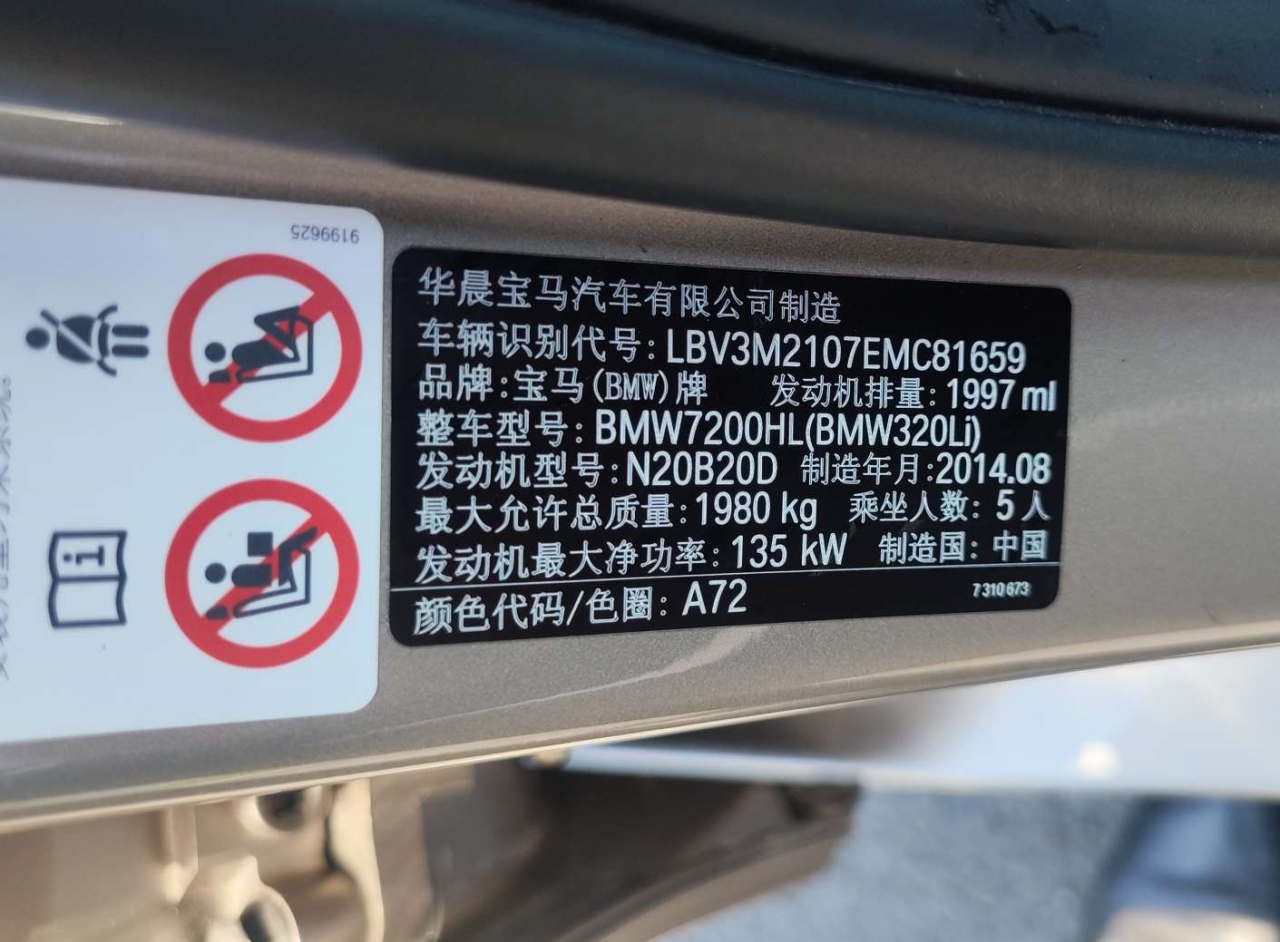 9199625
华晨宝马汽车有限公司制造
车辆识别代号:LBV3M2107EMC81659
品牌:宝马(BMW)牌 发动机排量:1997 ml
整车型号:BMW7200HL(BMW320Li)
发动机型号:N20B20D 制造年月:2014.08
最大允许总质量:1980 kg 乘坐人数: 5 人
发动机最大净功率: 135 kW 制造国: 中国
颜色代码/色圈: A72 7 310 673